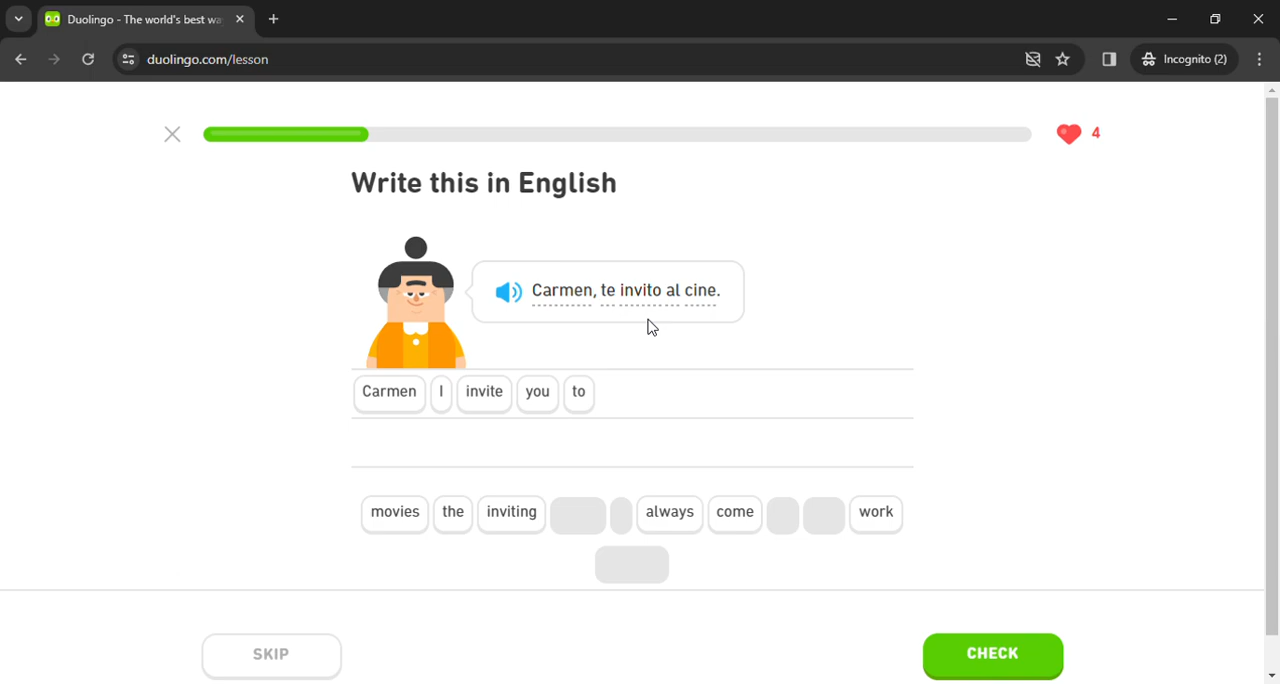 Duolingo - The world's best wa
duolingo.com/lesson
Incognito (2)
4
Write this in English
Carmen, te invito al cine.
Carmen I invite you to
movies the inviting always come work
SKIP
CHECK